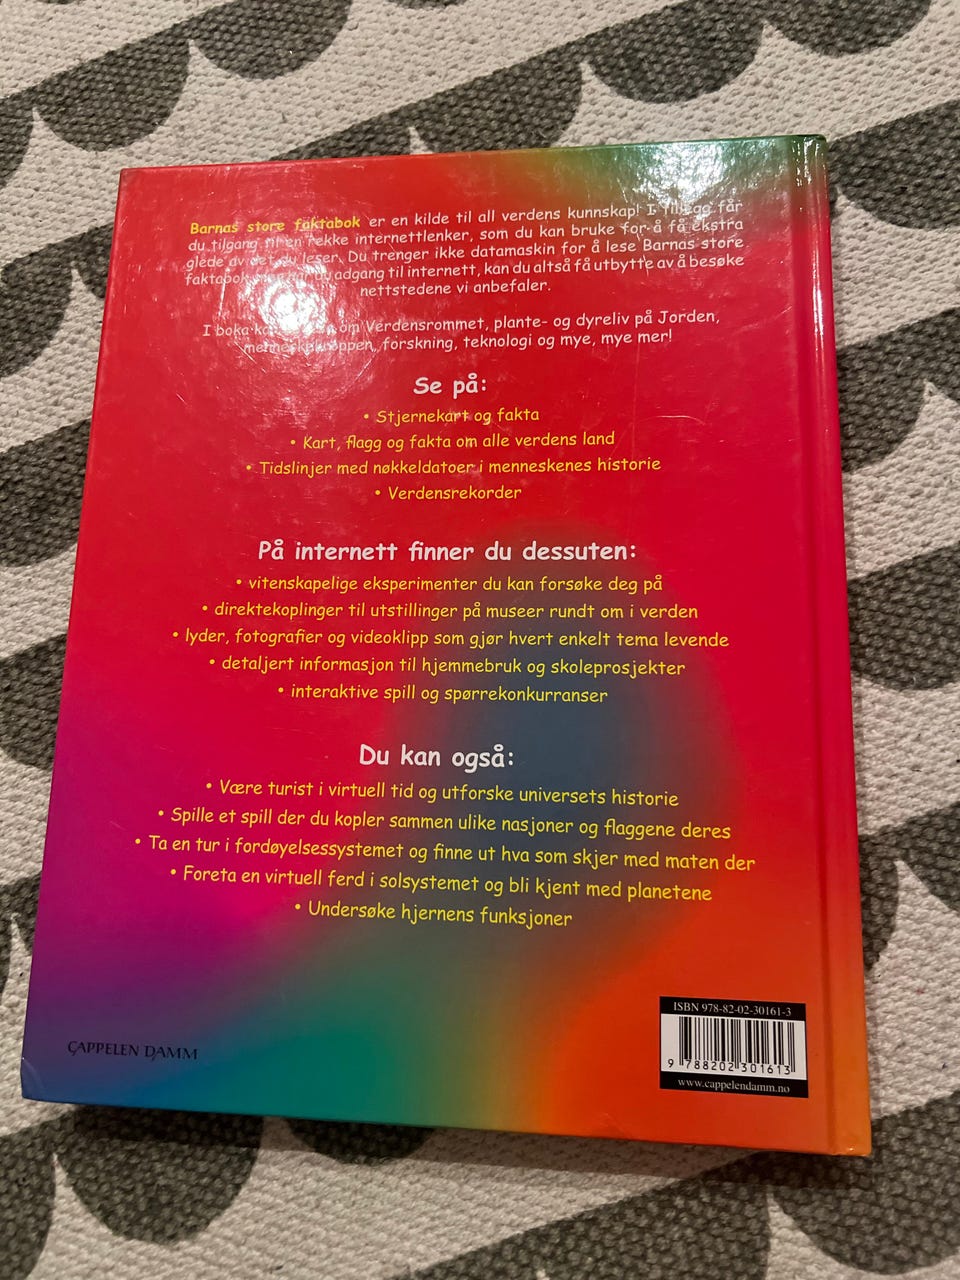 Barnas store faktabok er en kilde til all verdens kunnskap! I tillegg får
du tilgang til en rekke internettlenker, som du kan bruke for å få ekstra
glede av det du leser. Du trenger ikke datamaskin for å lese Barnas store
faktabok, men har du adgang til internett, kan du altså få utbytte av å besøke
nettstedene vi anbefaler.
I boka kan om Verdensrommet, plante- og dyreliv på Jorden,
menneskekroppen, forskning, teknologi og mye, mye mer!
Se på:
• Stjernekart og fakta
• Kart, flagg og fakta om alle verdens land
• Tidslinjer med nøkkeldatoer i menneskenes historie
• Verdensrekorder
På internett finner du dessuten:
• vitenskapelige eksperimenter du kan forsøke deg på
• direktekoplinger til utstillinger på museer rundt om i verden
• lyder, fotografier og videoklipp som gjør hvert enkelt tema levende
• detaljert informasjon til hjemmebruk og skoleprosjekter
• interaktive spill og spørrekonkurranser
Du kan også:
• Være turist i virtuell tid og utforske universets historie
• Spille et spill der du kopler sammen ulike nasjoner og flaggene deres
• Ta en tur i fordøyelsessystemet og finne ut hva som skjer med maten der
• Foreta en virtuell ferd i solsystemet og bli kjent med planetene
• Undersøke hjernens funksjoner
CAPPELEN DAMM
ISBN 978-82-02-30161-3
9 788202 301613
www.cappelendamm.no